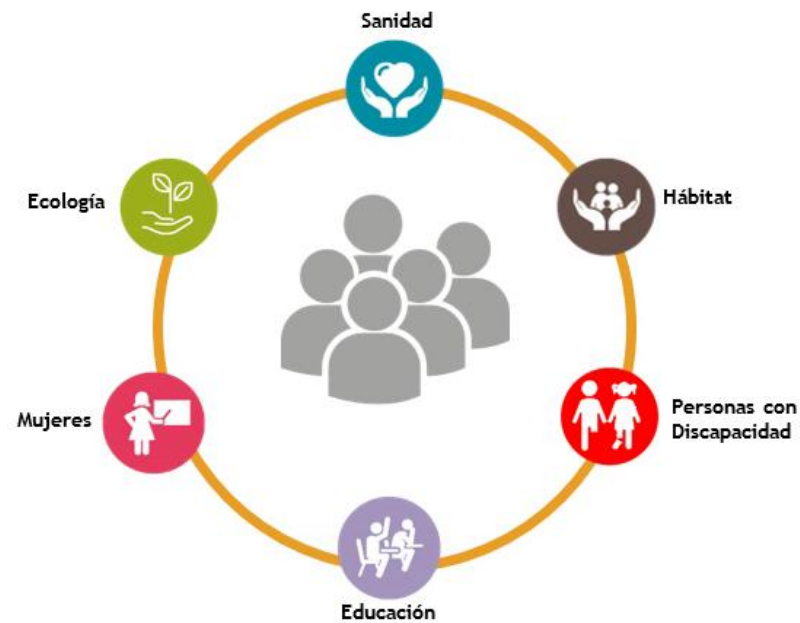 Sanidad
Ecología
Hábitat
Mujeres
Personas con
Discapacidad
Educación